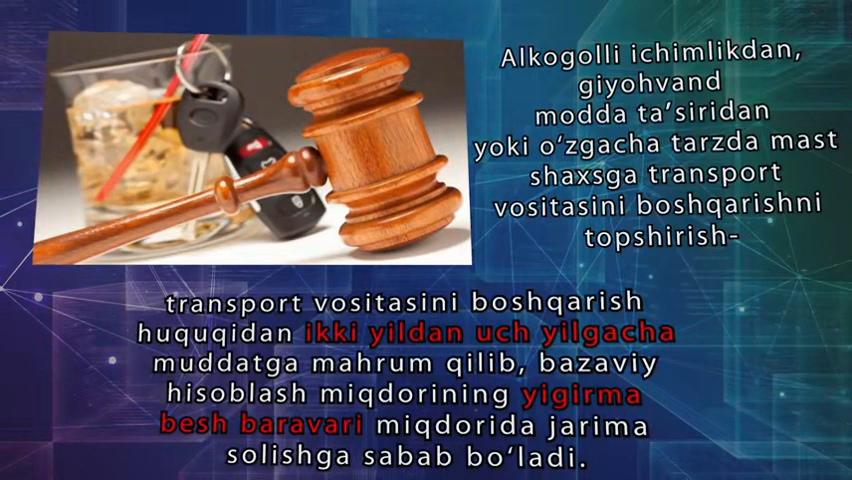 Alkogolli ichimlikdan,
giyohvand
modda ta’siridan
yoki o‘zgacha tarzda mast
shaxsga transport
vositasini boshqarishni
topshirish-
transport vositasini boshqarish
huquqidan ikki yildan uch yilgacha
muddatga mahrum qilib, bazaviy
hisoblash miqdorining yigirma
besh baravari miqdorida jarima
solishga sabab bo‘ladi.